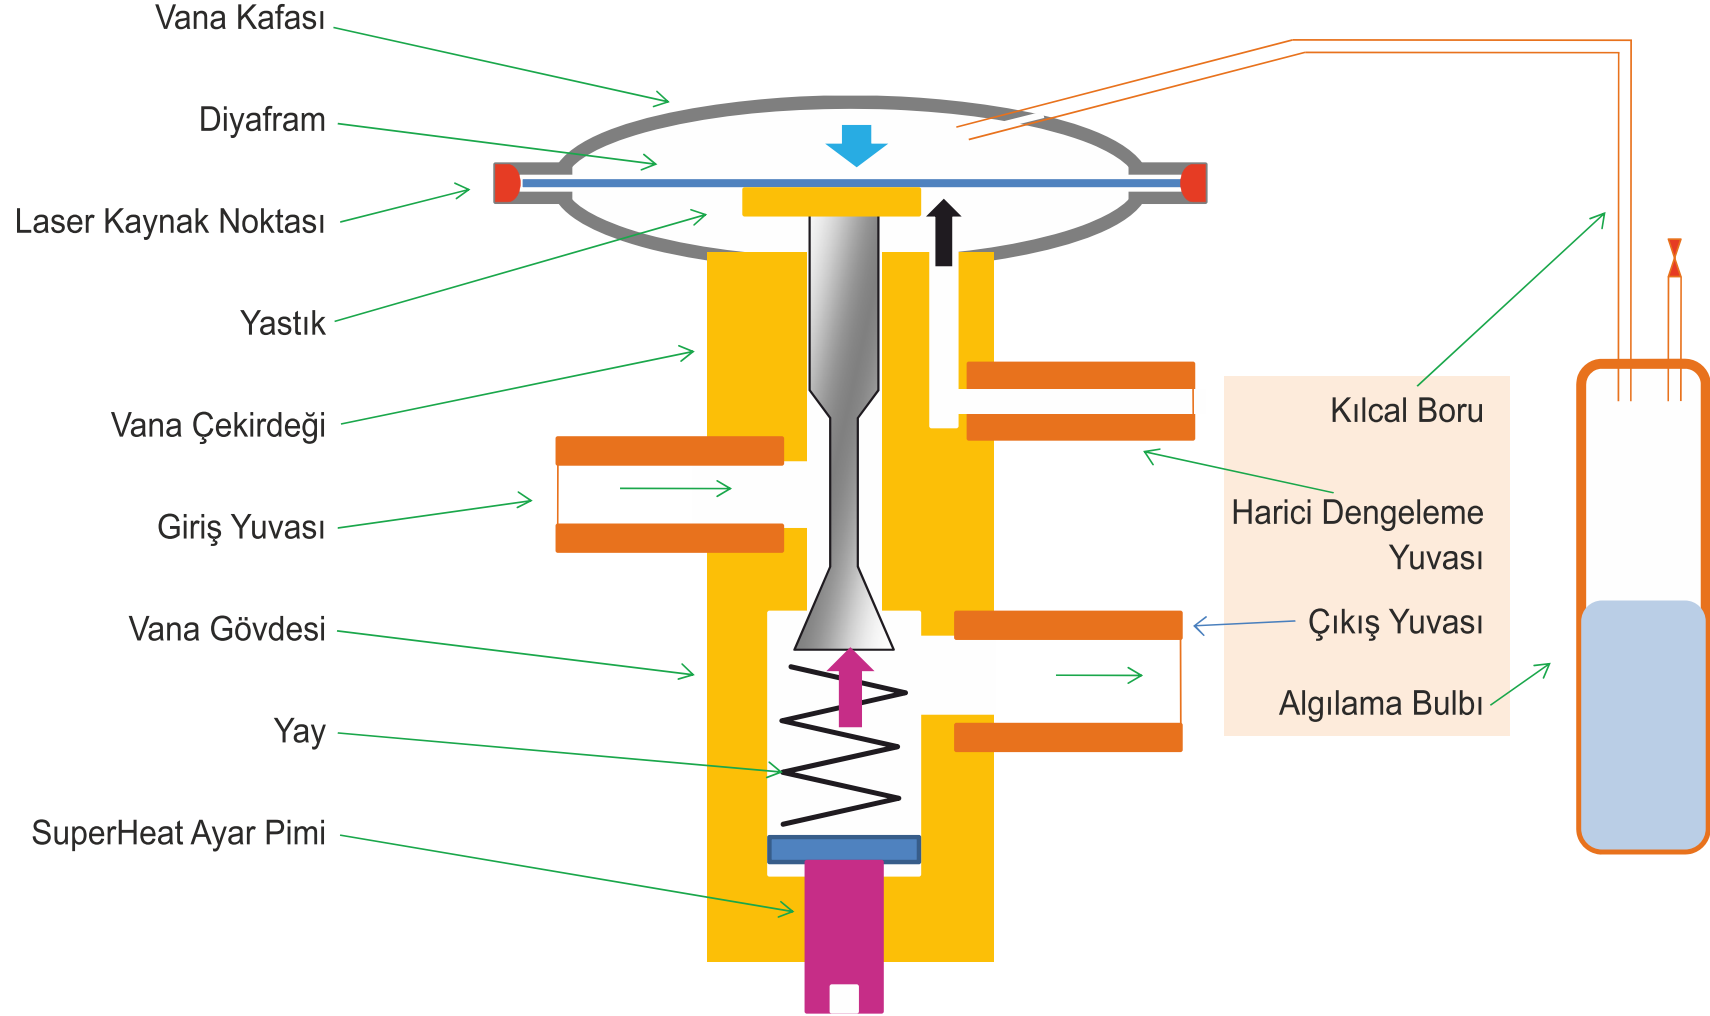 Vana Kafası
Diyafram
Laser Kaynak Noktası
Yastık
Vana Çekirdeği
Giriş Yuvası
Vana Gövdesi
Yay
SuperHeat Ayar Pimi
Kılcal Boru
Harici Dengeleme
Yuvası
Çıkış Yuvası
Algılama Bulbı